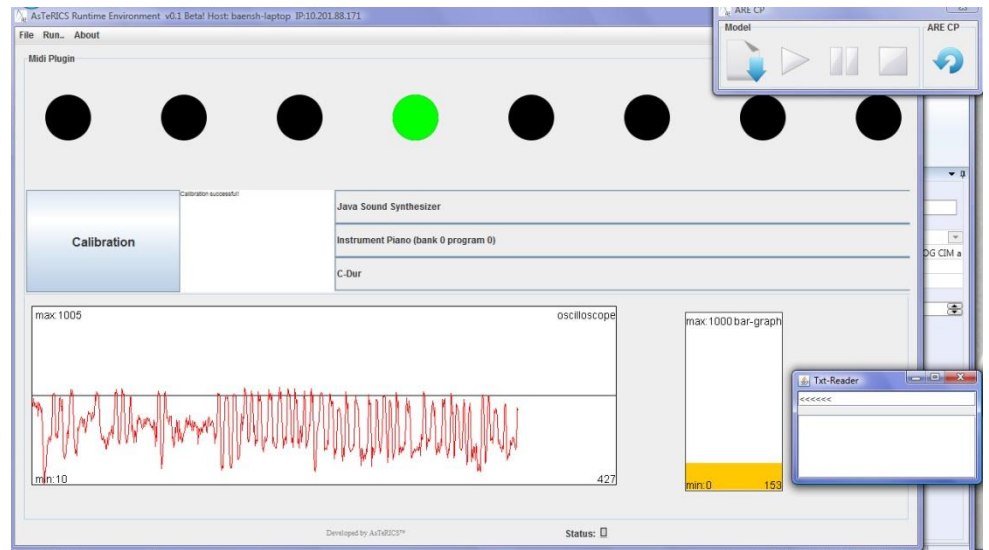 AsTeRICS Runtime Environment v0.1 Beta! Host: baensh-laptop IP:10.201.88.171
ARE CP
File Run.. About
Model
ARE CP
Midi Plugin
Calibration successful!
Calibration
Java Sound Synthesizer
Instrument Piano (bank 0 program 0)
C-Dur
OG CIM a
max:1005
oscilloscope
max:1000 bar-graph
Txt-Reader
<<<<<<
min:10
427
min:0
153
Developed by AsTeRICS™
Status: